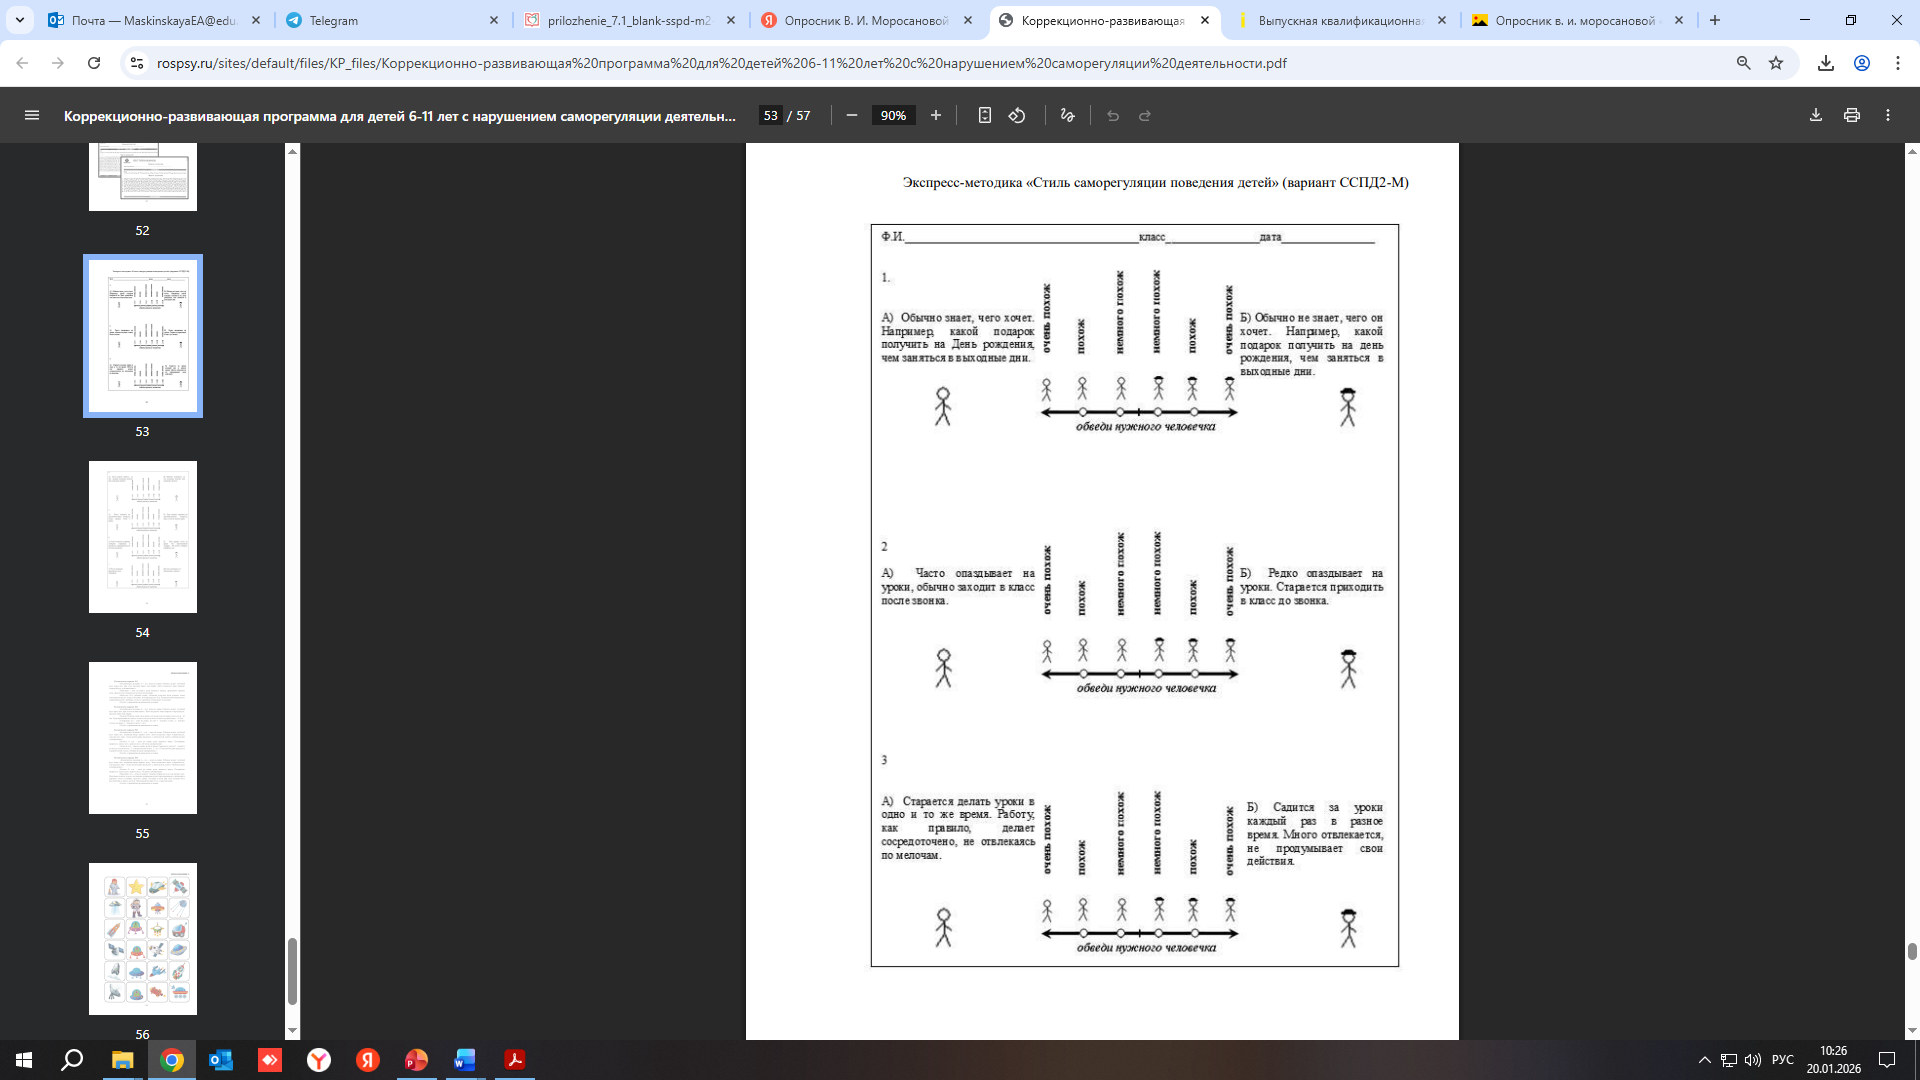 Почта — MaskinskayaEA@edu
Telegram
prilozhenie_7.1_blank-sspd-m2-
Опросник В. И. Моросановой
Коррекционно-развивающая
Выпускная квалификационная
Опросник в. и. моросановой
rospsy.ru/sites/default/files/KP_files/Коррекционно-развивающая%20программа%20для%20детей%206-11%20лет%20с%20нарушением%20саморегуляции%20деятельности.pdf
Коррекционно-развивающая программа для детей 6-11 лет с нарушением саморегуляции деятельн...
53 / 57
90%
52
53
54
55
56
Экспресс-методика «Стиль саморегуляции поведения детей» (вариант ССПД2-М)
Ф.И.____класс____дата____
1.
А) Обычно знает, чего хочет.
Например, какой подарок
получить на День рождения,
чем заняться в выходные дни.
очень похож
похож
немного похож
немного похож
похож
очень похож
Б) Обычно не знает, чего он
хочет. Например, какой
подарок получить на день
рождения, чем заняться в
выходные дни.
обведи нужного человечка
2
А) Часто опаздывает на
уроки, обычно заходит в класс
после звонка.
очень похож
похож
немного похож
немного похож
похож
очень похож
Б) Редко опаздывает на
уроки. Старается приходить
в класс до звонка.
обведи нужного человечка
3
А) Старается делать уроки в
одно и то же время. Работу,
как правило, делает
сосредоточено, не отвлекаясь
по мелочам.
очень похож
похож
немного похож
немного похож
похож
очень похож
Б) Садится за уроки
каждый раз в разное
время. Много отвлекается,
не продумывает свои
действия.
обведи нужного человечка
РУС
10:26
20.01.2026